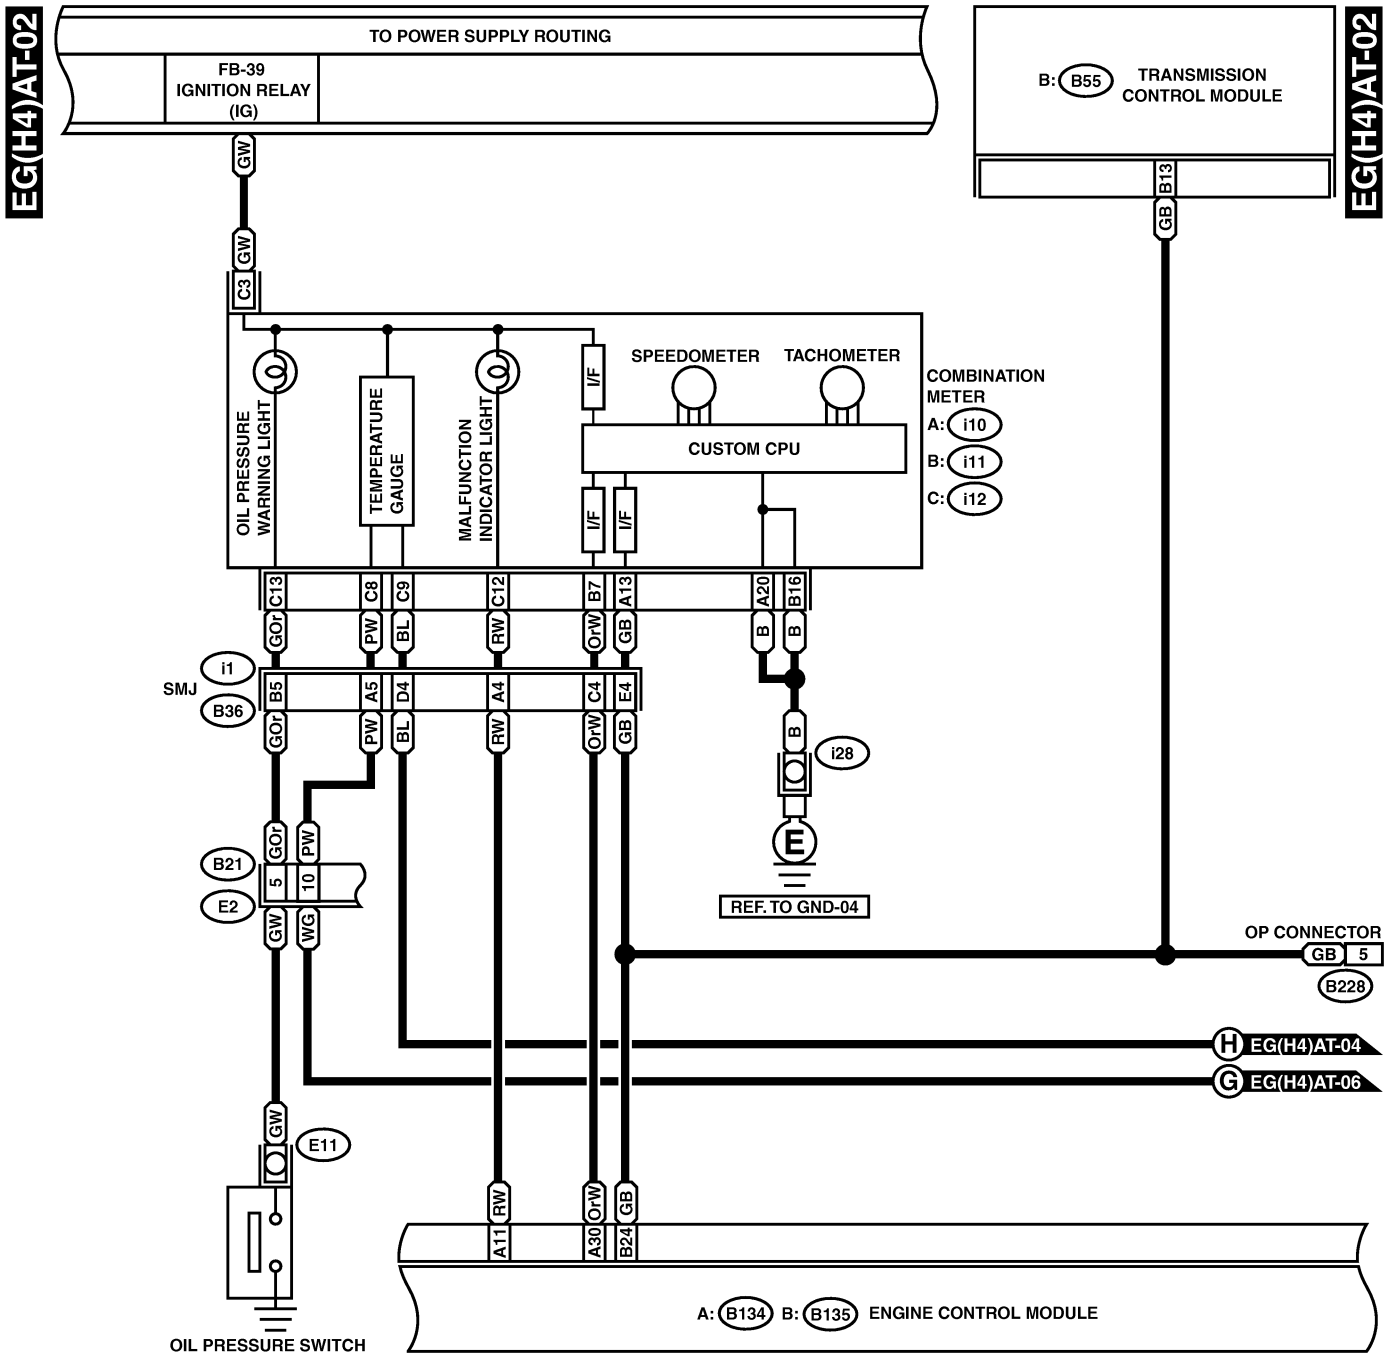 EG(H4)AT-02
EG(H4)AT-02
TO POWER SUPPLY ROUTING
FB-39
IGNITION RELAY
(IG)
B: B55
TRANSMISSION
CONTROL MODULE
B13
GB
GW
GW
C3
SPEEDOMETER
TACHOMETER
I/F
CUSTOM CPU
COMBINATION
METER
A: i10
B: i11
C: i12
OIL PRESSURE
WARNING LIGHT
TEMPERATURE
GAUGE
MALFUNCTION
INDICATOR LIGHT
I/F
I/F
C13
C8
C9
C12
B7
A13
A20
B16
GOr
PW
BL
RW
OrW
GB
B
B
i1
SMJ
B36
B5
A5
D4
A4
C4
E4
GOr
PW
BL
RW
OrW
GB
B
i28
E
REF. TO GND-04
GOr
PW
B21
5
10
E2
GW
WG
OP CONNECTOR
GB
5
B228
H
EG(H4)AT-04
G
EG(H4)AT-06
GW
E11
RW
OrW
GB
A11
A30
B24
A: B134 B: B135 ENGINE CONTROL MODULE
OIL PRESSURE SWITCH